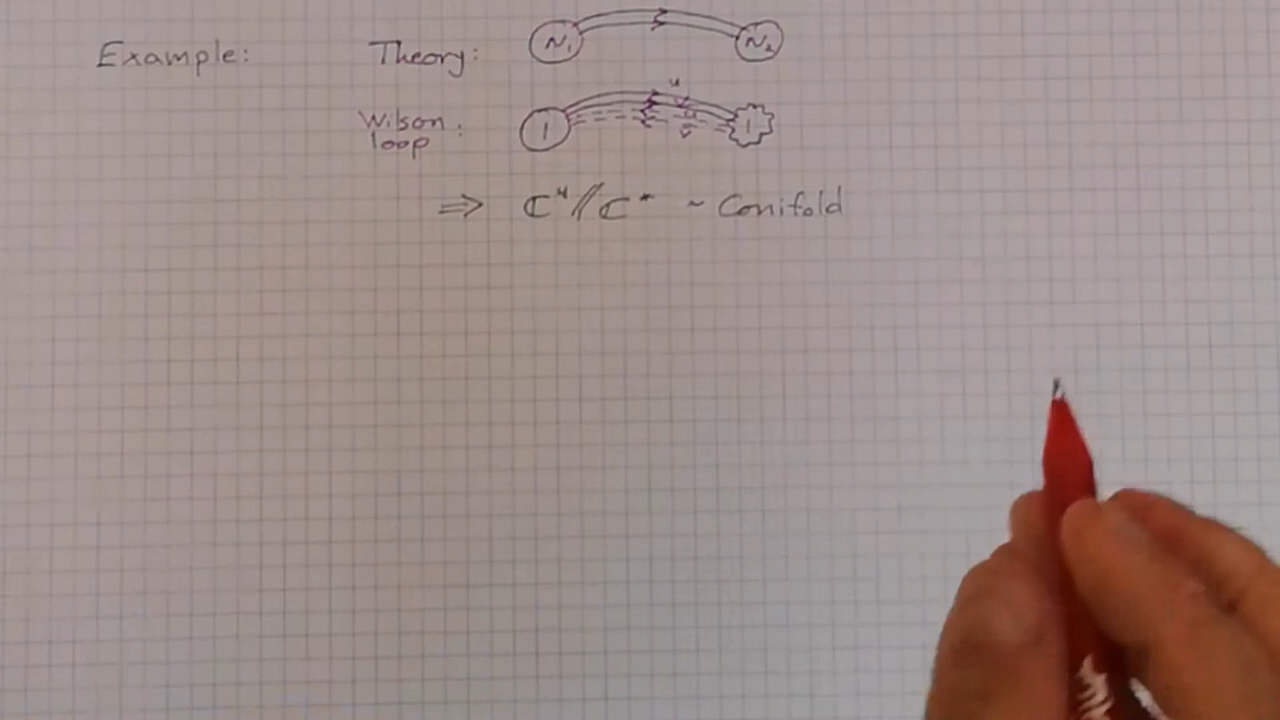 Example: Theory: N₁ N₂
Wilson loop: 1 1
u v ū v̄
⇒ ℂ⁴//ℂ* ~ Conifold